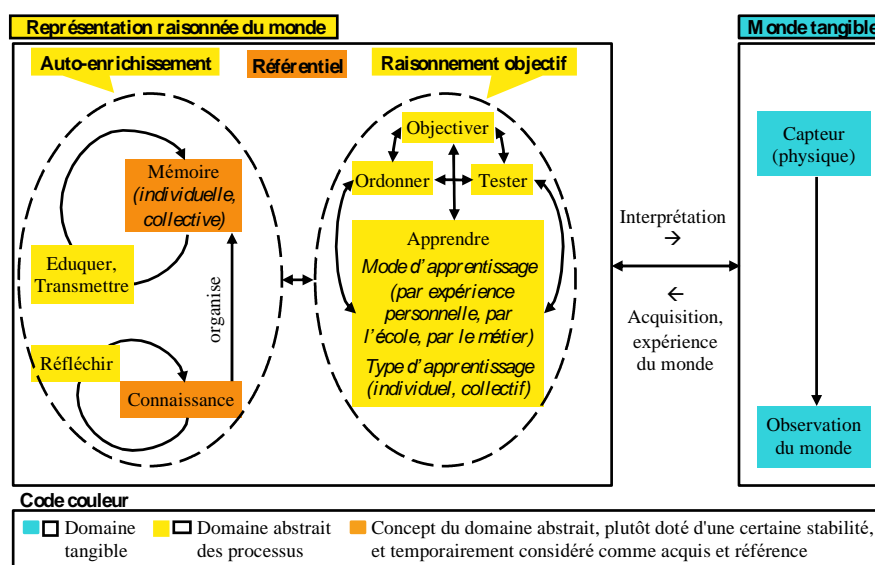 Représentation raisonnée du monde
Monde tangible
Auto-enrichissement
Référentiel
Raisonnement objectif
Mémoire
(individuelle,
collective)
Eduquer,
Transmettre
organise
Réfléchir
Connaissance
Objectiver
Ordonner
Tester
Apprendre
Mode d'apprentissage
(par expérience
personnelle, par
l'école, par le métier)
Type d'apprentissage
(individuel, collectif)
Interprétation
→
←
Acquisition,
expérience
du monde
Capteur
(physique)
Observation
du monde
Code couleur
Domaine
tangible
Domaine abstrait
des processus
Concept du domaine abstrait, plutôt doté d'une certaine stabilité,
et temporairement considéré comme acquis et référence